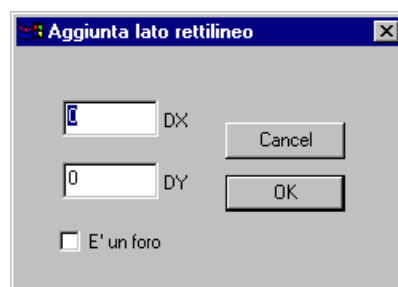 Aggiunta lato rettilineo
0 DX
Cancel
0 DY
OK
E' un foro